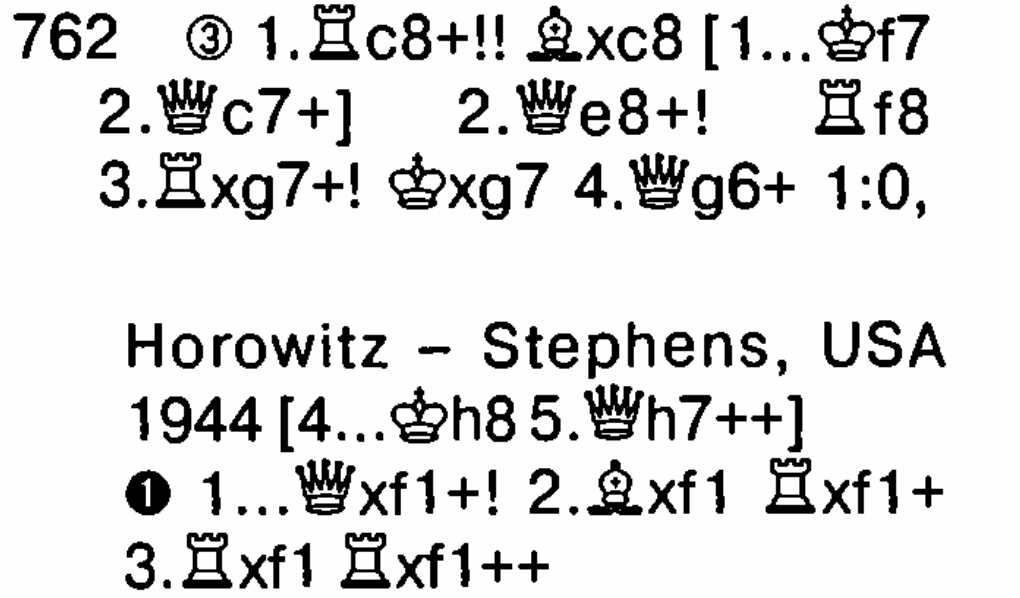 762 ③ 1.♖c8+!! ♗xc8 [1...♔f7
2.♕c7+] 2.♕e8+! ♖f8
3.♖xg7+! ♔xg7 4.♕g6+ 1:0,
Horowitz – Stephens, USA
1944 [4...♔h8 5.♕h7++]
❶ 1...♕xf1+! 2.♗xf1 ♖xf1+
3.♖xf1 ♖xf1++